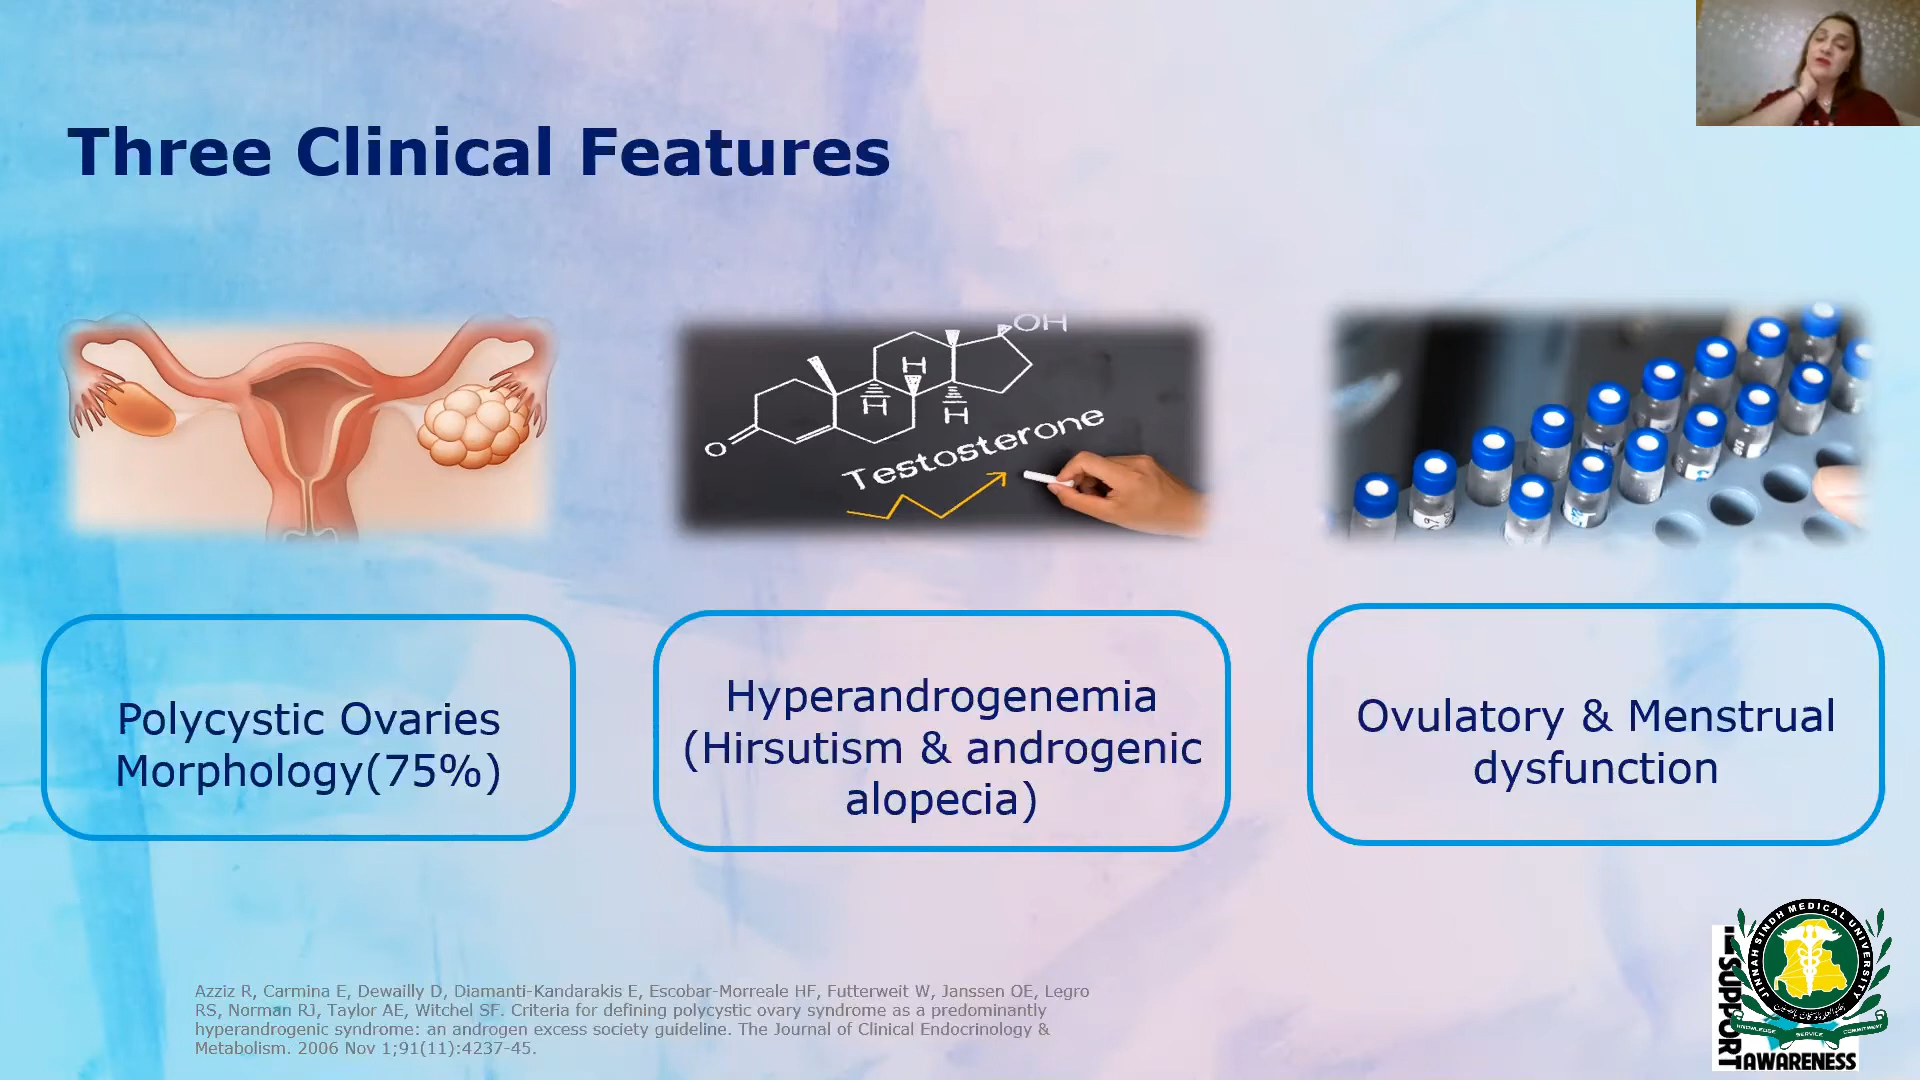 Three Clinical Features
OH
H
H
H
O
Testosterone
Polycystic Ovaries
Morphology(75%)
Hyperandrogenemia
(Hirsutism & androgenic
alopecia)
Ovulatory & Menstrual
dysfunction
Azziz R, Carmina E, Dewailly D, Diamanti-Kandarakis E, Escobar-Morreale HF, Futterweit W, Janssen OE, Legro
RS, Norman RJ, Taylor AE, Witchel SF. Criteria for defining polycystic ovary syndrome as a predominantly
hyperandrogenic syndrome: an androgen excess society guideline. The Journal of Clinical Endocrinology &
Metabolism. 2006 Nov 1;91(11):4237-45.
JINNAH SINDH MEDICAL UNIVERSITY
KNOWLEDGE SERVICE COMMITMENT
SUPPORT
AWARENESS